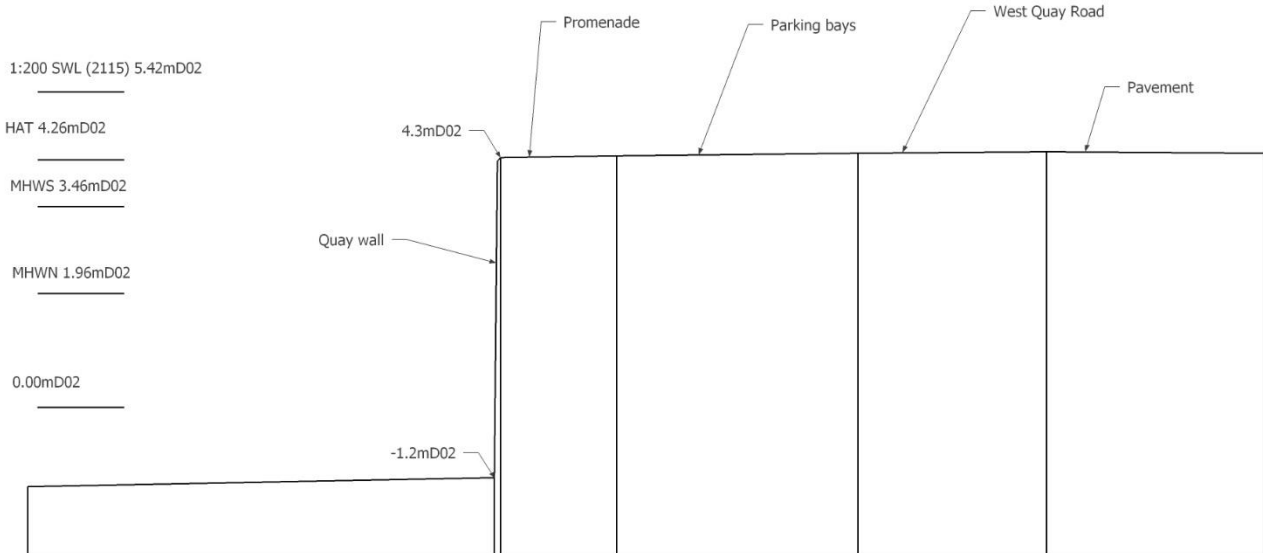 West Quay Road
Promenade
Parking bays
1:200 SWL (2115) 5.42mD02
Pavement
HAT 4.26mD02
4.3mD02
MHWS 3.46mD02
Quay wall
MHWN 1.96mD02
0.00mD02
-1.2mD02